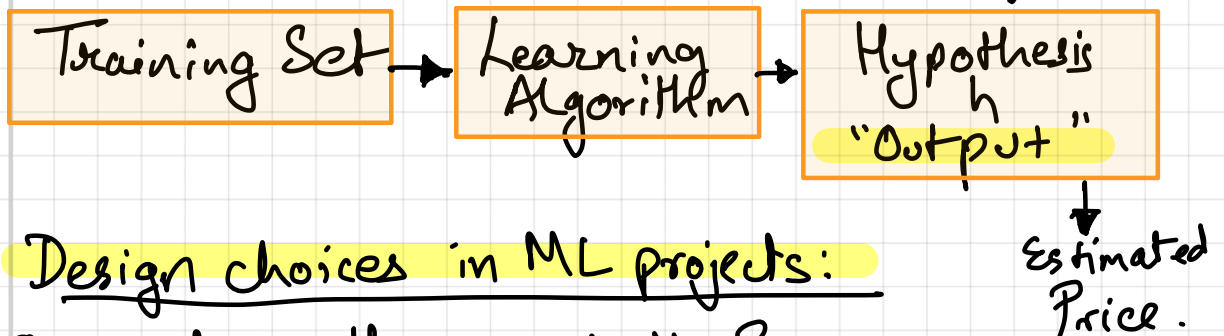 Training Set
Learning
Algorithm
Hypothesis
h
"Output"
Estimated
Price.
Design choices in ML projects: